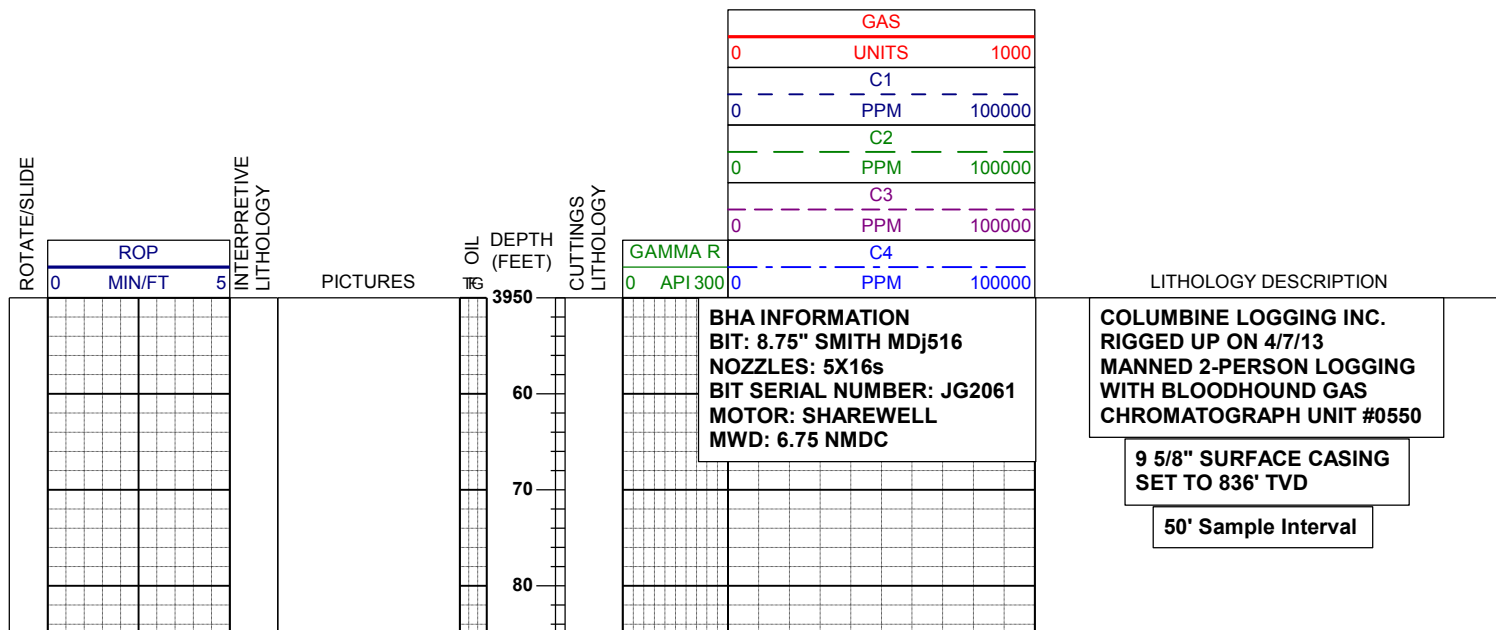 GAS
0 UNITS 1000
C1
0 PPM 100000
C2
0 PPM 100000
C3
0 PPM 100000
C4
0 PPM 100000
ROTATE/SLIDE
ROP
0 MIN/FT 5
INTERPRETIVE
LITHOLOGY
PICTURES
OIL
DEPTH
(FEET)
CUTTINGS
LITHOLOGY
GAMMA R
0 API 300
LITHOLOGY DESCRIPTION
3950
60
70
80
BHA INFORMATION
BIT: 8.75" SMITH MDj516
NOZZLES: 5X16s
BIT SERIAL NUMBER: JG2061
MOTOR: SHAREWELL
MWD: 6.75 NMDC
COLUMBINE LOGGING INC.
RIGGED UP ON 4/7/13
MANNED 2-PERSON LOGGING
WITH BLOODHOUND GAS
CHROMATOGRAPH UNIT #0550
9 5/8" SURFACE CASING
SET TO 836' TVD
50' Sample Interval